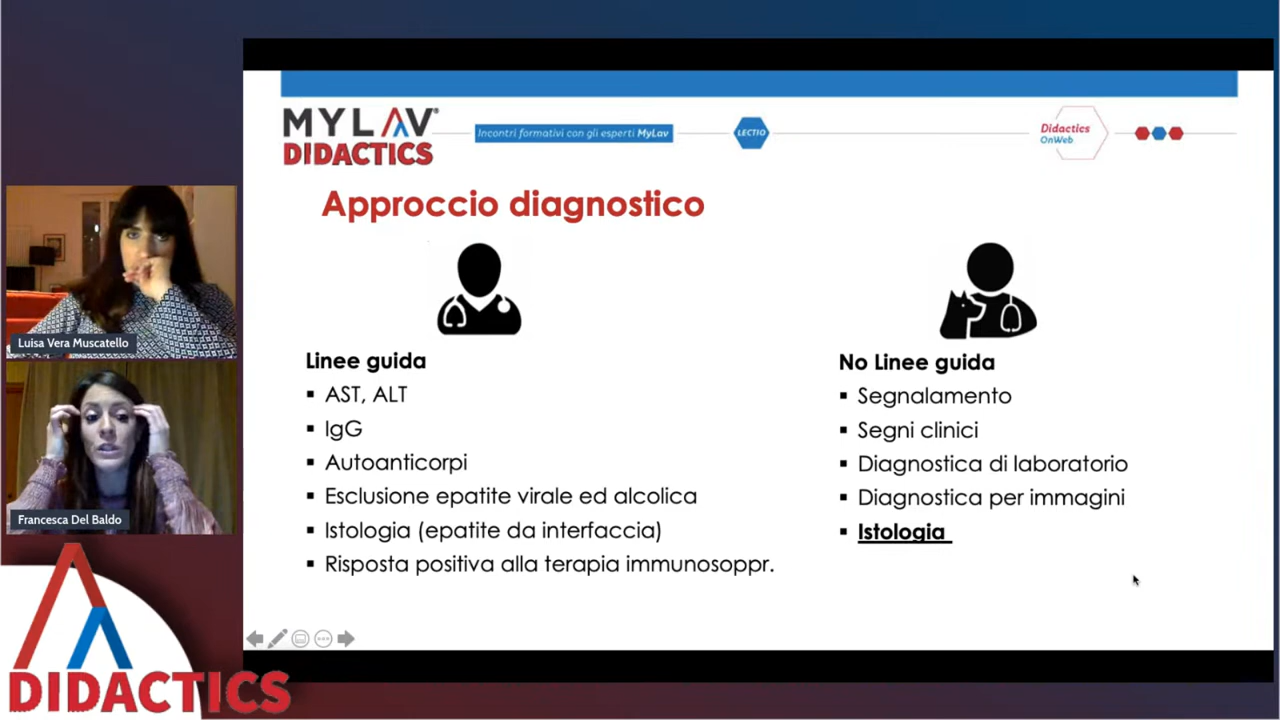 MYLAV®
DIDACTICS
Incontri formativi con gli esperti MyLav
LECTIO
Didactics
OnWeb
Approccio diagnostico
Linee guida
▪ AST, ALT
▪ IgG
▪ Autoanticorpi
▪ Esclusione epatite virale ed alcolica
▪ Istologia (epatite da interfaccia)
▪ Risposta positiva alla terapia immunosoppr.
No Linee guida
▪ Segnalamento
▪ Segni clinici
▪ Diagnostica di laboratorio
▪ Diagnostica per immagini
▪ Istologia
Luisa Vera Muscatello
Francesca Del Baldo
DIDACTICS